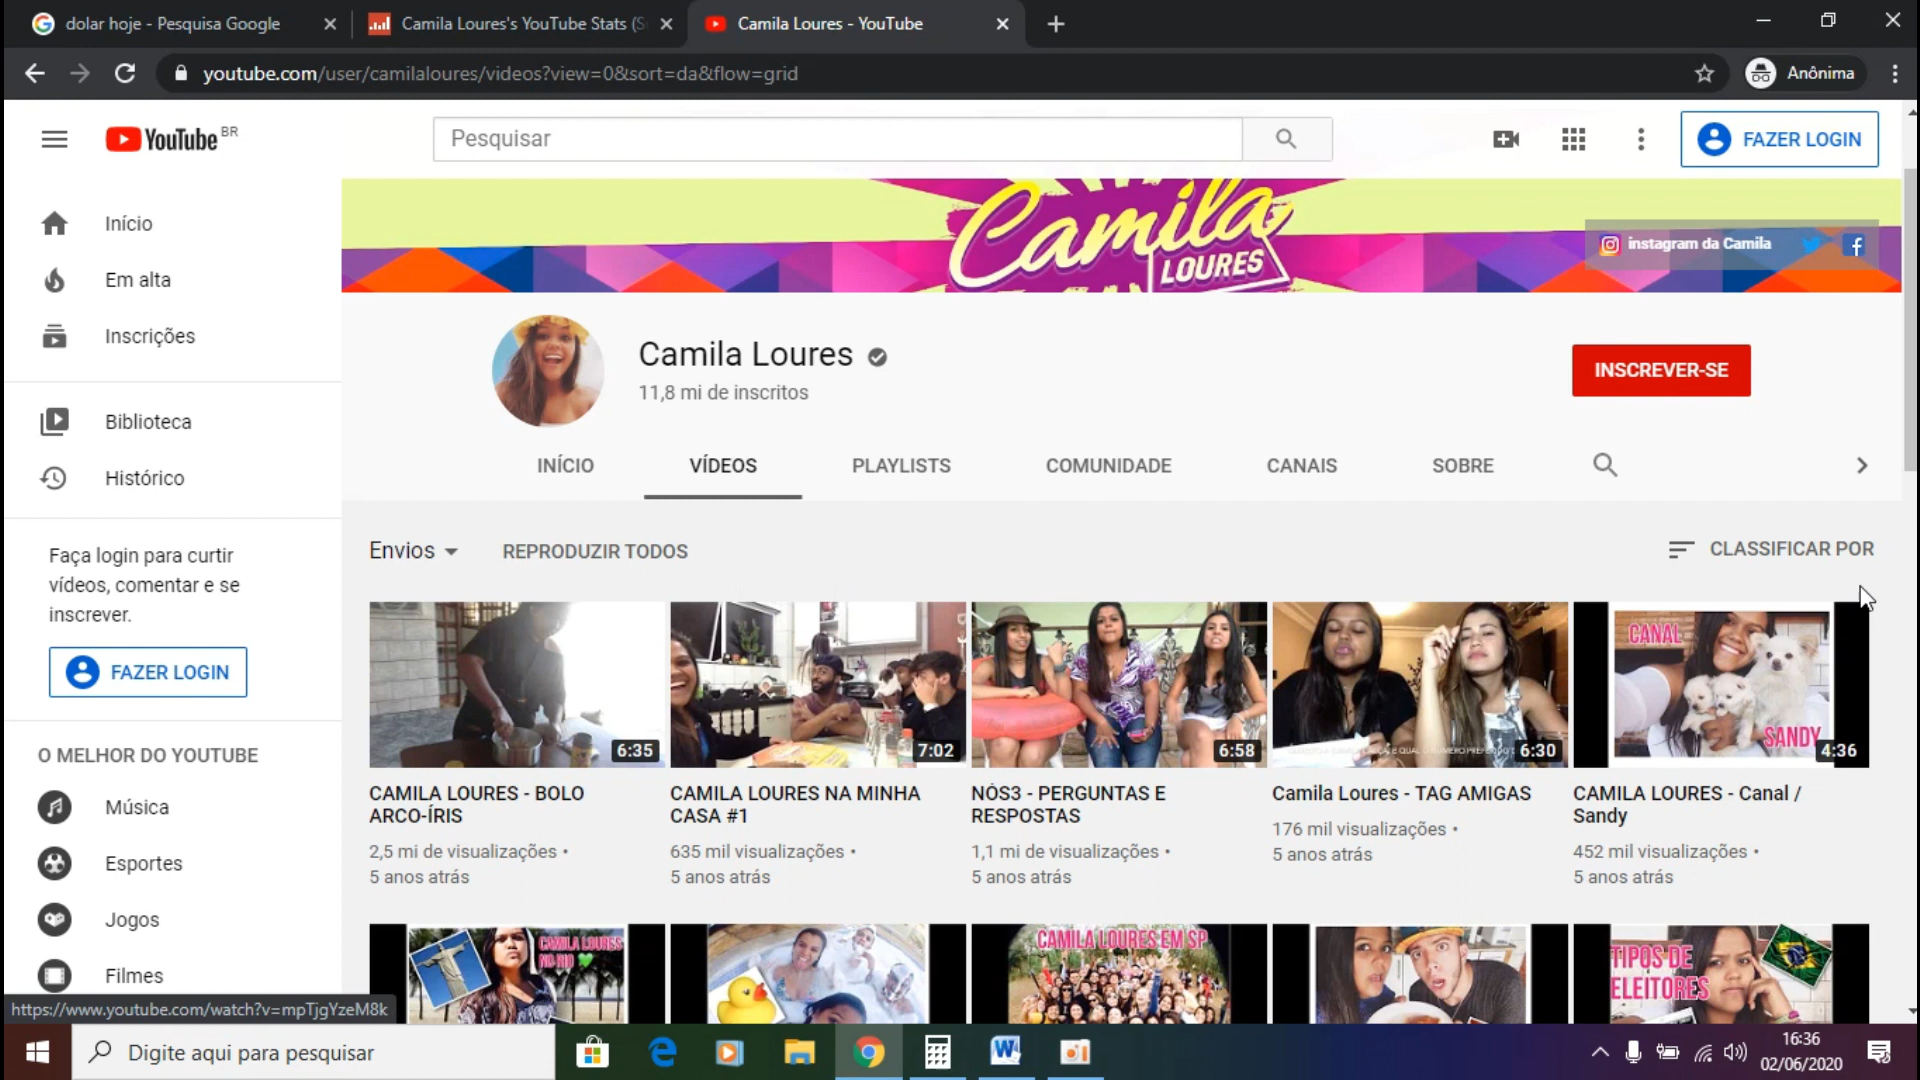 dolar hoje - Pesquisa Google
Camila Loures's YouTube Stats (S
Camila Loures - YouTube
youtube.com/user/camilaloures/videos?view=0&sort=da&flow=grid
Anônima
YouTube BR
Pesquisar
FAZER LOGIN
Camila
LOURES
instagram da Camila
Início
Em alta
Inscrições
Biblioteca
Histórico
Faça login para curtir
vídeos, comentar e se
inscrever.
FAZER LOGIN
O MELHOR DO YOUTUBE
Música
Esportes
Jogos
Filmes
https://www.youtube.com/watch?v=mpTjgYzeM8k
Camila Loures
11,8 mi de inscritos
INSCREVER-SE
INÍCIO
VÍDEOS
PLAYLISTS
COMUNIDADE
CANAIS
SOBRE
Envios
REPRODUZIR TODOS
CLASSIFICAR POR
6:35
CAMILA LOURES - BOLO
ARCO-ÍRIS
2,5 mi de visualizações •
5 anos atrás
7:02
CAMILA LOURES NA MINHA
CASA #1
635 mil visualizações •
5 anos atrás
6:58
NÓS3 - PERGUNTAS E
RESPOSTAS
1,1 mi de visualizações •
5 anos atrás
6:30
Camila Loures - TAG AMIGAS
176 mil visualizações •
5 anos atrás
CANAL
SANDY
4:36
CAMILA LOURES - Canal /
Sandy
452 mil visualizações •
5 anos atrás
CAMILA LOURES
NO RIO
CAMILA LOURES EM SP
TIPOS DE
ELEITORES
Digite aqui para pesquisar
16:36
02/06/2020